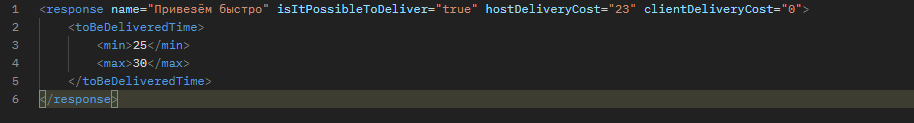 1 <response name="Привезём быстро" isItPossibleToDeliver="true" hostDeliveryCost="23" clientDeliveryCost="0">
2     <toBeDeliveredTime>
3         <min>25</min>
4         <max>30</max>
5     </toBeDeliveredTime>
6 </response>